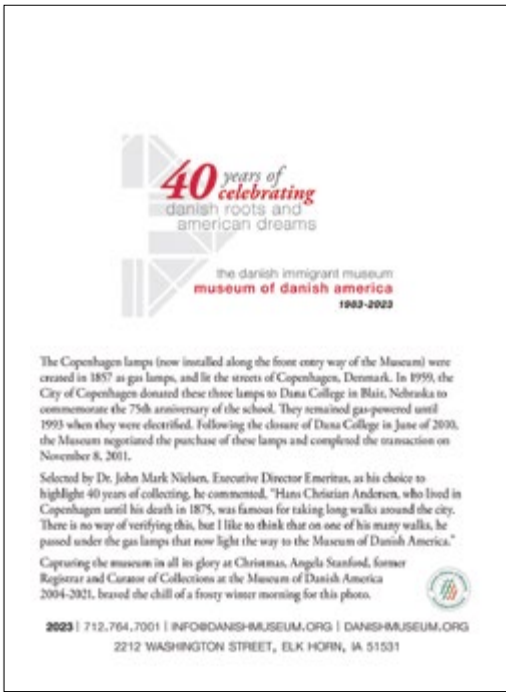 40 years of
celebrating
danish roots and
american dreams
the danish immigrant museum
museum of danish america
1983-2023
The Copenhagen lamps (now installed along the front entry way of the Museum) were
created in 1857 as gas lamps, and lit the streets of Copenhagen, Denmark. In 1959, the
City of Copenhagen donated these three lamps to Dana College in Blair, Nebraska to
commemorate the 75th anniversary of the school. They remained gas-powered until
1993 when they were electrified. Following the closure of Dana College in June of 2010,
the Museum negotiated the purchase of these lamps and completed the transaction on
November 8, 2011.
Selected by Dr. John Mark Nielsen, Executive Director Emeritus, as his choice to
highlight 40 years of collecting, he commented, "Hans Christian Andersen, who lived in
Copenhagen until his death in 1875, was famous for taking long walks around the city.
There is no way of verifying this, but I like to think that on one of his many walks, he
passed under the gas lamps that now light the way to the Museum of Danish America."
Capturing the museum in all its glory at Christmas, Angela Stanford, former
Registrar and Curator of Collections at the Museum of Danish America
2004-2021, braved the chill of a frosty winter morning for this photo.
2023 | 712.764.7001 | INFO@DANISHMUSEUM.ORG | DANISHMUSEUM.ORG
2212 WASHINGTON STREET, ELK HORN, IA 51531